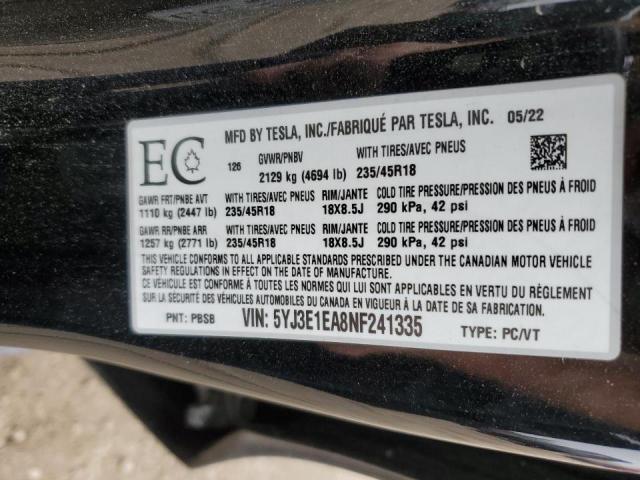 MFD BY TESLA, INC./FABRIQUÉ PAR TESLA, INC. 05/22
EC 126 GVWR/PNBV WITH TIRES/AVEC PNEUS
2129 kg (4694 lb) 235/45R18
GAWR FRT/PNBE AVT WITH TIRES/AVEC PNEUS RIM/JANTE COLD TIRE PRESSURE/PRESSION DES PNEUS À FROID
1110 kg (2447 lb) 235/45R18 18X8.5J 290 kPa, 42 psi
GAWR RR/PNBE ARR WITH TIRES/AVEC PNEUS RIM/JANTE COLD TIRE PRESSURE/PRESSION DES PNEUS À FROID
1257 kg (2771 lb) 235/45R18 18X8.5J 290 kPa, 42 psi
THIS VEHICLE CONFORMS TO ALL APPLICABLE STANDARDS PRESCRIBED UNDER THE CANADIAN MOTOR VEHICLE
SAFETY REGULATIONS IN EFFECT ON THE DATE OF MANUFACTURE.
CE VÉHICULE EST CONFORME À TOUTES LES NORMES QUI LUI SONT APPLICABLES EN VERTU DU RÈGLEMENT
SUR LA SÉCURITÉ DES VÉHICULES AUTOMOBILES DU CANADA EN VIGUEUR À LA DATE DE SA FABRICATION.
PNT: PBSB VIN: 5YJ3E1EA8NF241335 TYPE: PC/VT